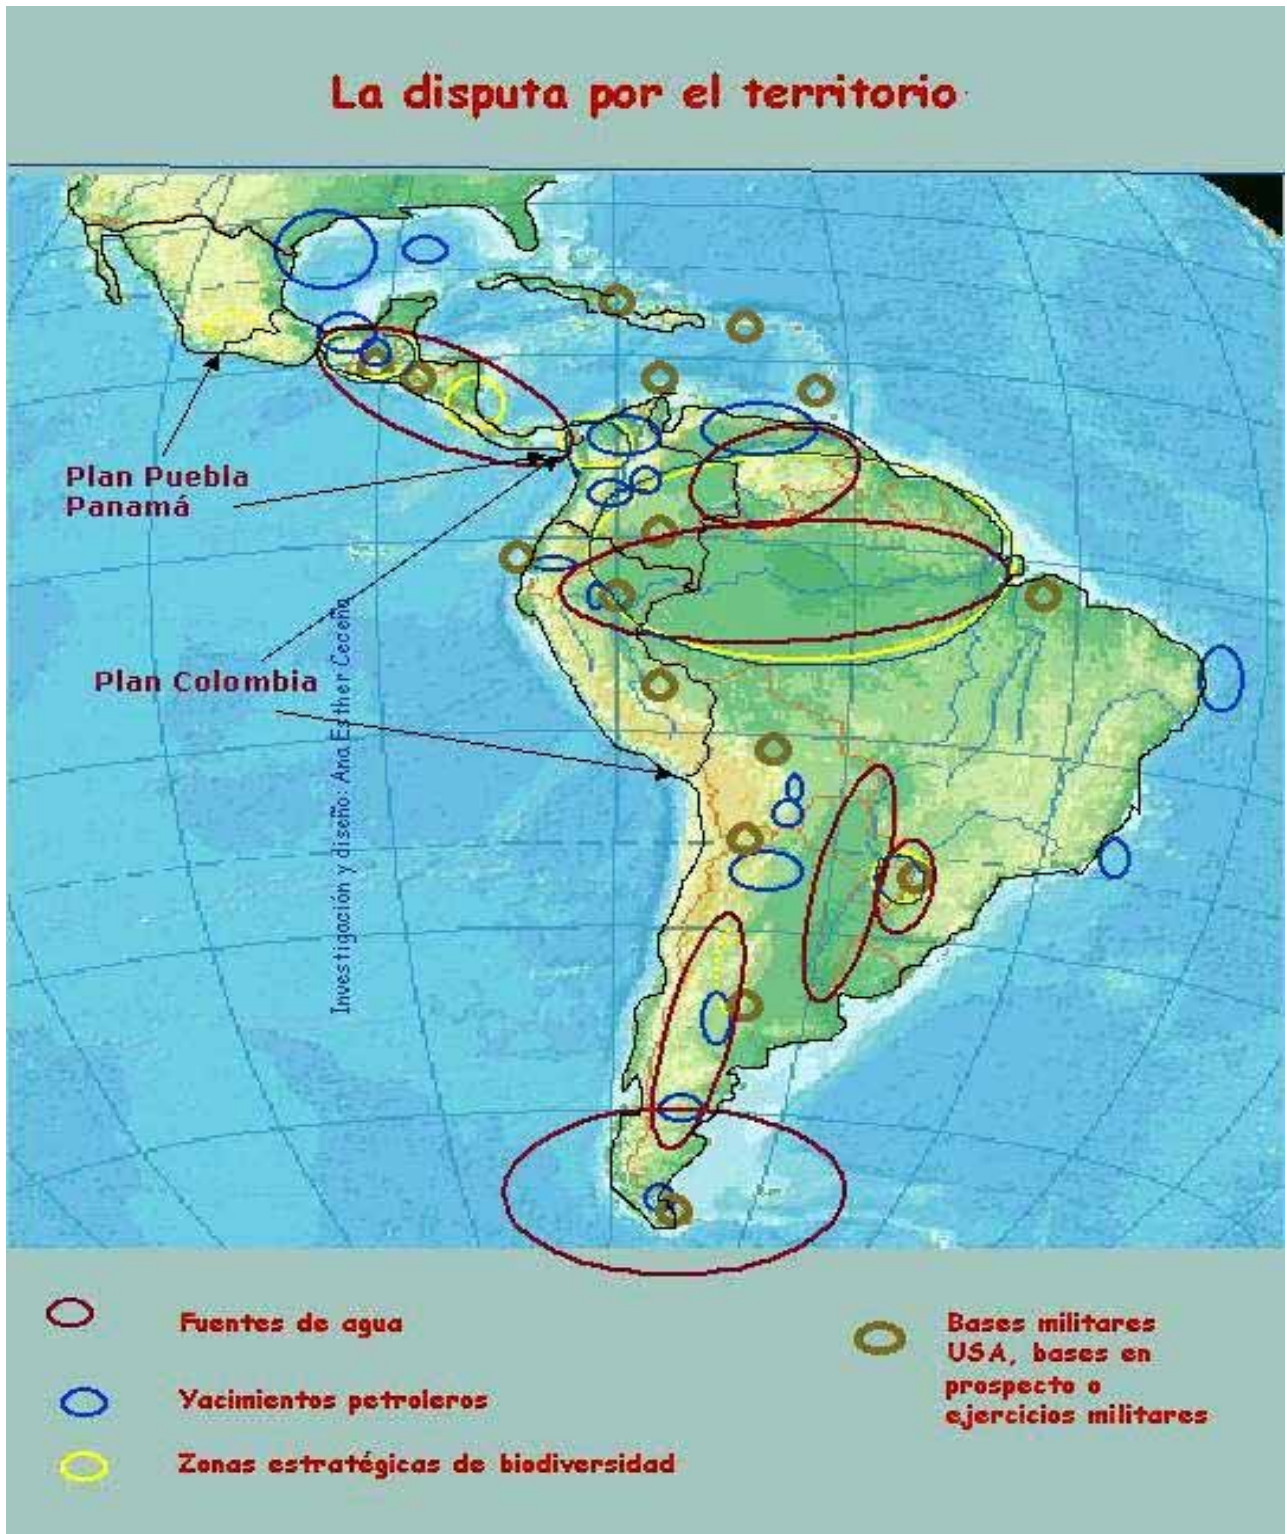 La disputa por el territorio
Plan Puebla
Panamá
Plan Colombia
Investigación y diseño: Ana Esther Ceceña
Fuentes de agua
Yacimientos petroleros
Zonas estratégicas de biodiversidad
Bases militares
USA, bases en
prospecto o
ejercicios militares